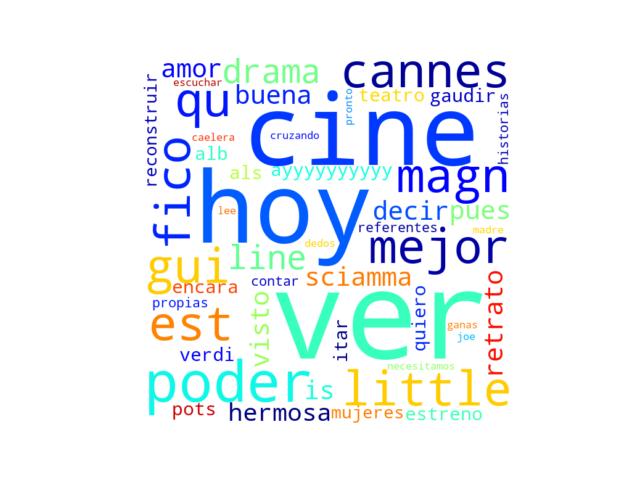 amor drama cannes
escuchar
qu buena teatro gaudir
reconstruir cine pronto historias
caelera cruzando
fico alb
als ayyyyyyyyyy magn
hoy
lee decir pues
referentes madre
dedos mejor
gui line
encara contar sciamma
propias ver quiero retrato
est visto itar ganas
verdi joe
necesitamos
poder is little
pots hermosa mujeres estreno